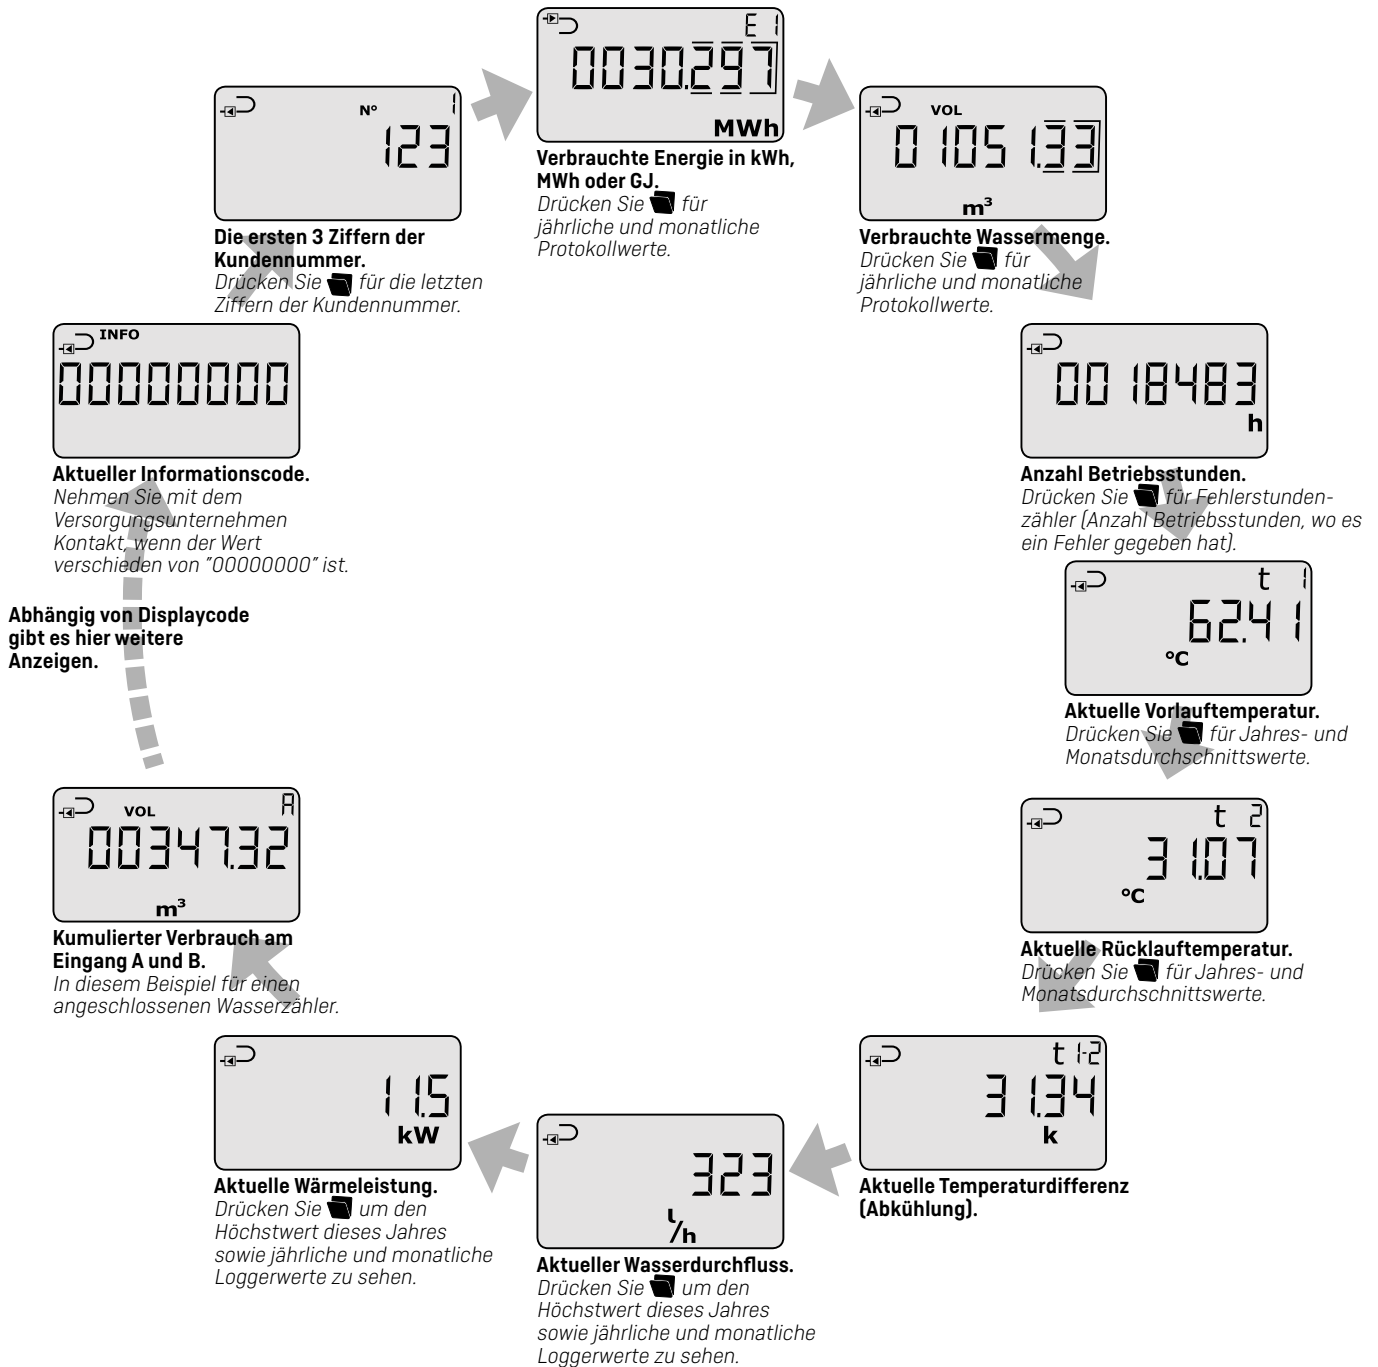 E 1
0030.297
MWh
Verbrauchte Energie in kWh,
MWh oder GJ.
Drücken Sie für
jährliche und monatliche
Protokollwerte.
VOL
01051.33
m³
Verbrauchte Wassermenge.
Drücken Sie für
jährliche und monatliche
Protokollwerte.
0018483
h
Anzahl Betriebsstunden.
Drücken Sie für Fehlerstunden-
zähler (Anzahl Betriebsstunden, wo es
ein Fehler gegeben hat).
t 1
62.41
°C
Aktuelle Vorlauftemperatur.
Drücken Sie für Jahres- und
Monatsdurchschnittswerte.
t 2
31.07
°C
Aktuelle Rücklauftemperatur.
Drücken Sie für Jahres- und
Monatsdurchschnittswerte.
t 1-2
31.34
k
Aktuelle Temperaturdifferenz
(Abkühlung).
323
l/h
Aktueller Wasserdurchfluss.
Drücken Sie um den
Höchstwert dieses Jahres
sowie jährliche und monatliche
Loggerwerte zu sehen.
11.5
kW
Aktuelle Wärmeleistung.
Drücken Sie um den
Höchstwert dieses Jahres
sowie jährliche und monatliche
Loggerwerte zu sehen.
A
VOL
00347.32
m³
Kumulierter Verbrauch am
Eingang A und B.
In diesem Beispiel für einen
angeschlossenen Wasserzähler.
Abhängig von Displaycode
gibt es hier weitere
Anzeigen.
INFO
00000000
Aktueller Informationscode.
Nehmen Sie mit dem
Versorgungsunternehmen
Kontakt, wenn der Wert
verschieden von "00000000" ist.
N° 1
123
Die ersten 3 Ziffern der
Kundennummer.
Drücken Sie für die letzten
Ziffern der Kundennummer.